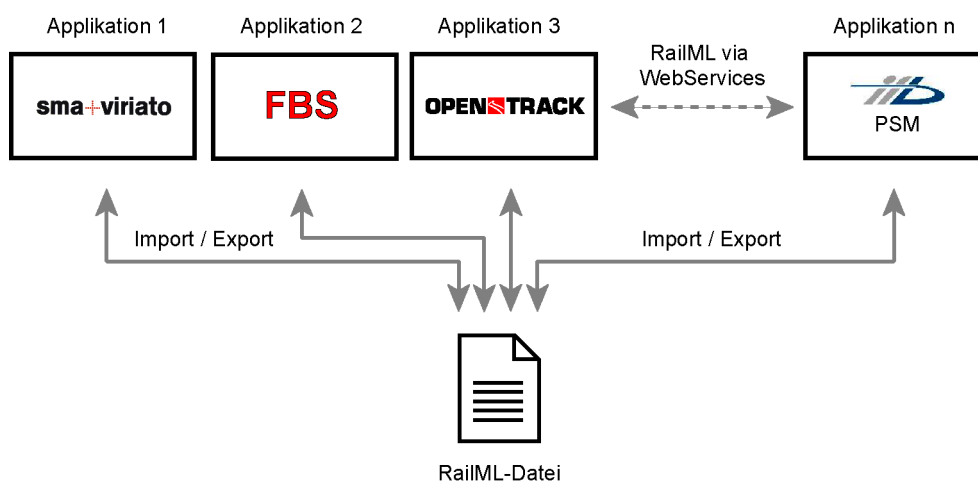 Applikation 1
Applikation 2
Applikation 3
Applikation n
sma+viriato
FBS
OPENTRACK
RailML via
WebServices
PSM
Import / Export
Import / Export
RailML-Datei